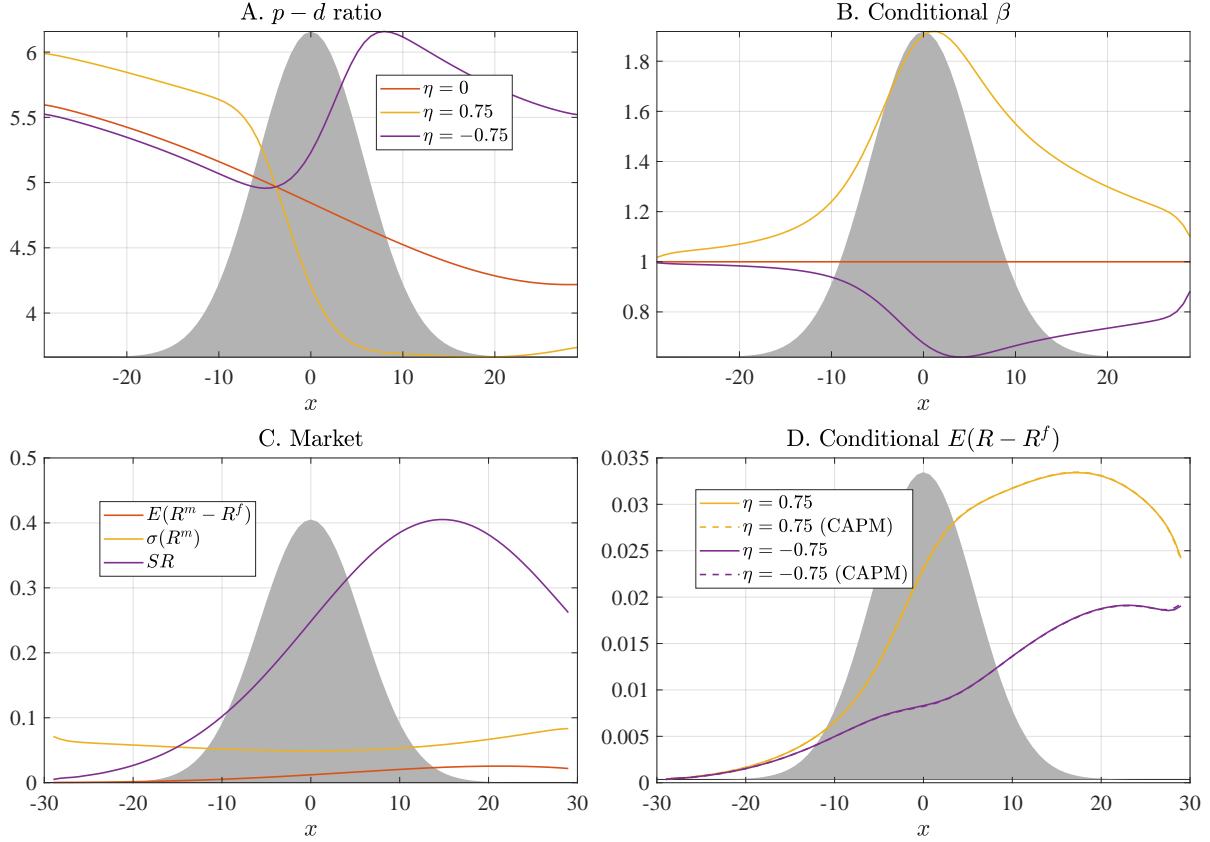 A. p − d ratio
6
5.5
5
4.5
4
-20
-10
0
10
20
x
η = 0
η = 0.75
η = −0.75
B. Conditional β
1.8
1.6
1.4
1.2
1
0.8
-20
-10
0
10
20
x
C. Market
0.5
0.4
0.3
0.2
0.1
0
-30
-20
-10
0
10
20
30
x
E(R^m − R^f)
σ(R^m)
SR
D. Conditional E(R − R^f)
0.035
0.03
0.025
0.02
0.015
0.01
0.005
0
-30
-20
-10
0
10
20
30
x
η = 0.75
η = 0.75 (CAPM)
η = −0.75
η = −0.75 (CAPM)